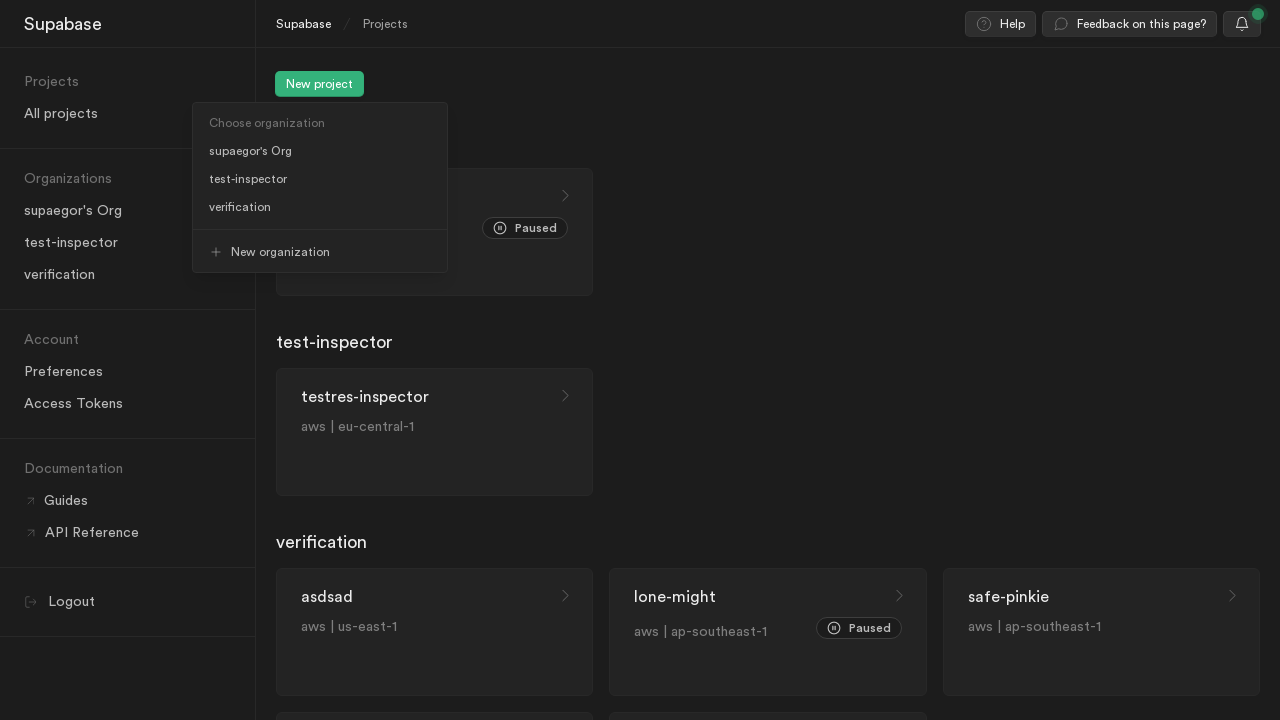 Supabase
Supabase / Projects
Help
Feedback on this page?
Projects
All projects
Organizations
supaegor's Org
test-inspector
verification
Account
Preferences
Access Tokens
Documentation
Guides
API Reference
Logout
New project
Choose organization
supaegor's Org
test-inspector
verification
New organization
Paused
test-inspector
testres-inspector
aws | eu-central-1
verification
asdsad
aws | us-east-1
lone-might
aws | ap-southeast-1
Paused
safe-pinkie
aws | ap-southeast-1